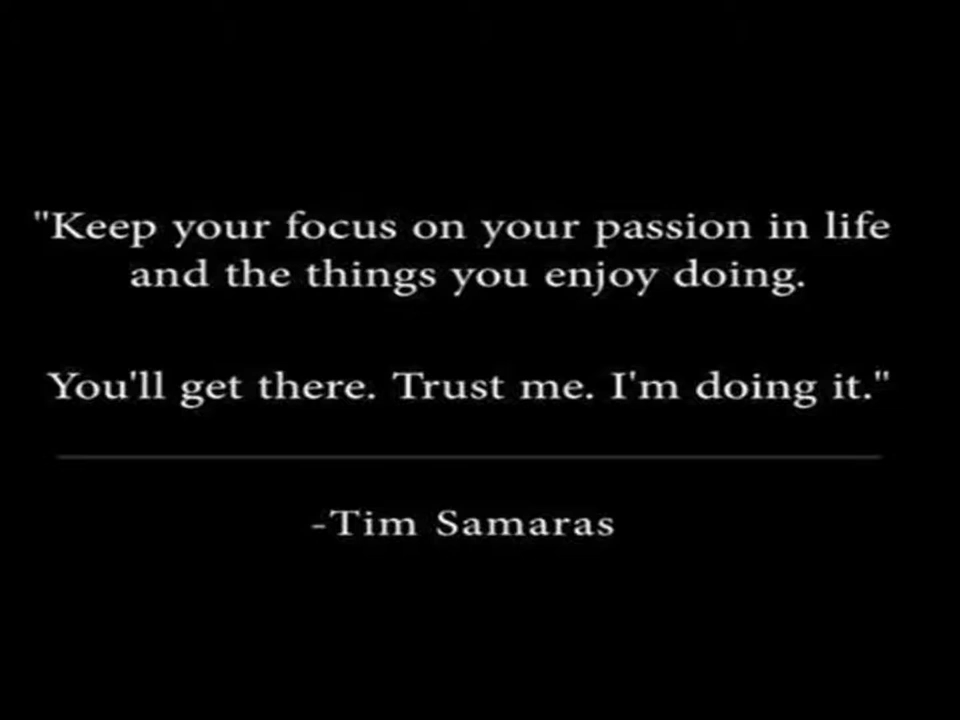 "Keep your focus on your passion in life
and the things you enjoy doing.
You'll get there. Trust me. I'm doing it."
-Tim Samaras